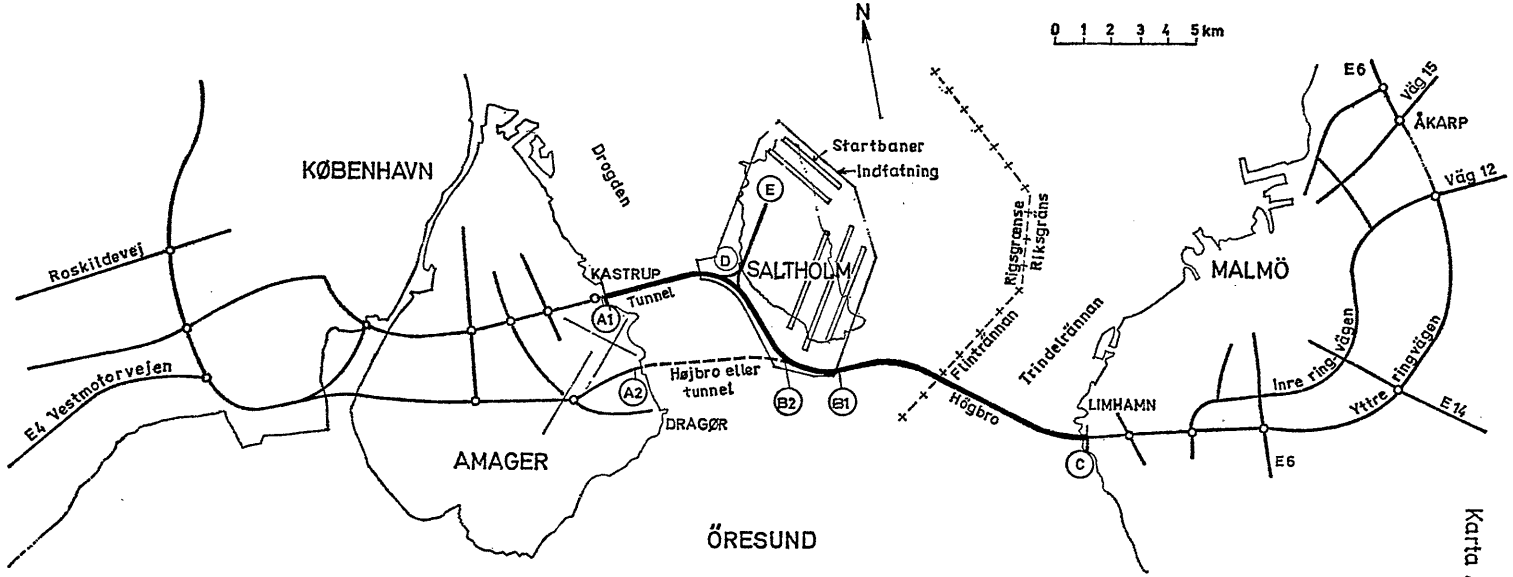 N
0 1 2 3 4 5 km
E6
Väg 15
ÅKARP
KØBENHAVN
Drogden
Startbaner
Indfatning
E
Väg 12
Rigsgrænse
Riksgräns
Roskildevej
D
SALTHOLM
MALMÖ
KASTRUP
Tunnel
A1
Flintrännan
Trindelrännan
Højbro eller
tunnel
A2
B2
B1
Högbro
LIMHAMN
Inre ringvägen
Yttre ringvägen
E14
E4 Vestmotorvejen
DRAGØR
AMAGER
C
E6
ÖRESUND
Karta